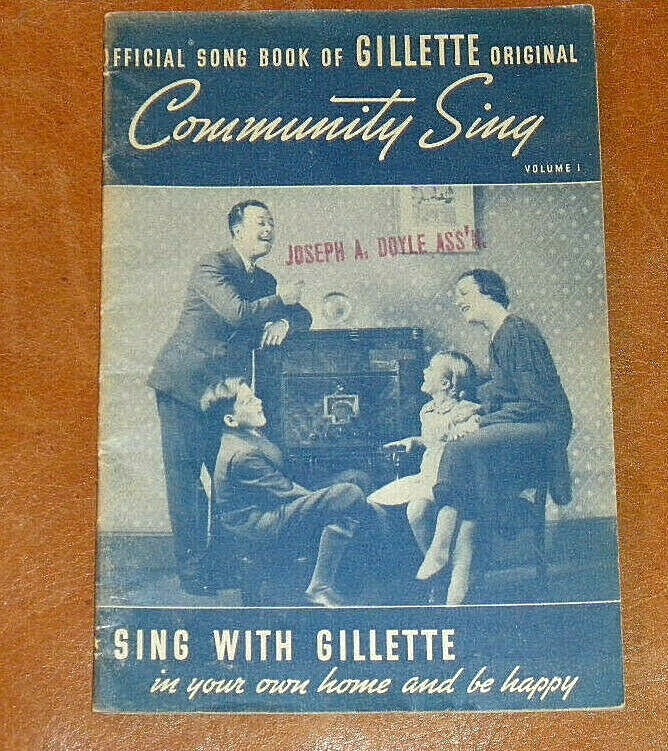 OFFICIAL SONG BOOK OF GILLETTE ORIGINAL
Community Sing
VOLUME I
JOSEPH A. DOYLE ASS'N.
SING WITH GILLETTE
in your own home and be happy